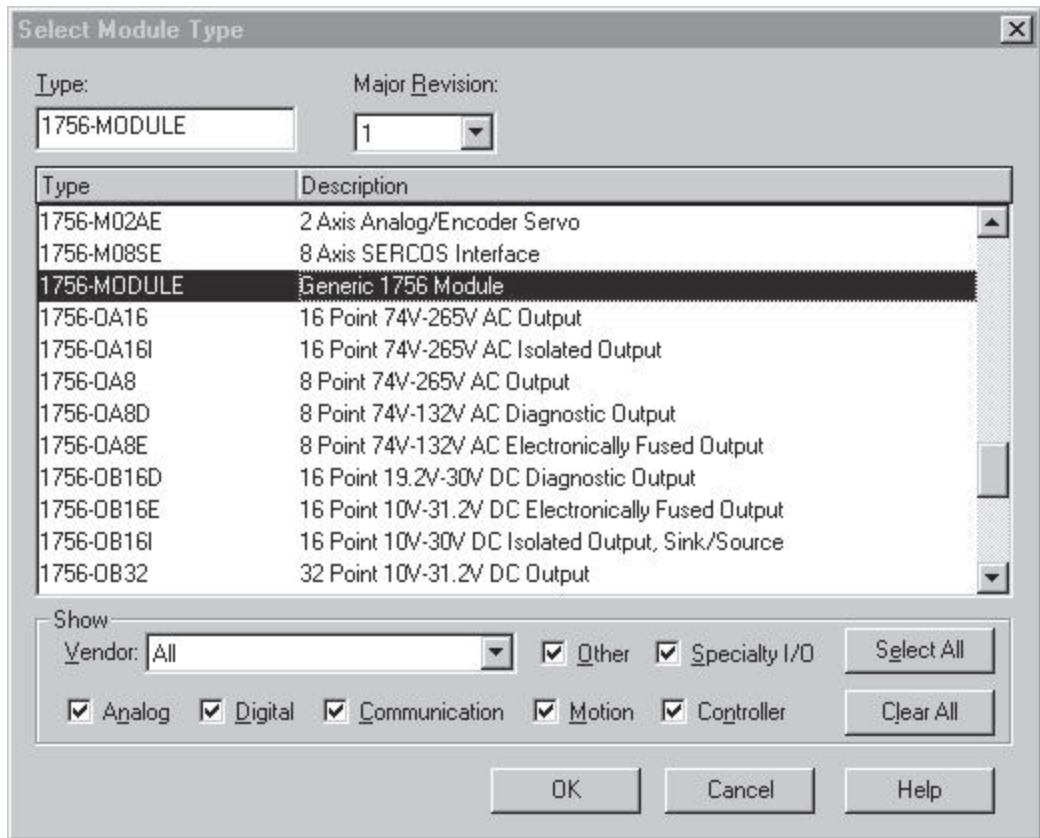 Select Module Type
Type: Major Revision:
1756-MODULE 1
Type Description
1756-M02AE 2 Axis Analog/Encoder Servo
1756-M08SE 8 Axis SERCOS Interface
1756-MODULE Generic 1756 Module
1756-OA16 16 Point 74V-265V AC Output
1756-OA16I 16 Point 74V-265V AC Isolated Output
1756-OA8 8 Point 74V-265V AC Output
1756-OA8D 8 Point 74V-132V AC Diagnostic Output
1756-OA8E 8 Point 74V-132V AC Electronically Fused Output
1756-OB16D 16 Point 19.2V-30V DC Diagnostic Output
1756-OB16E 16 Point 10V-31.2V DC Electronically Fused Output
1756-OB16I 16 Point 10V-30V DC Isolated Output, Sink/Source
1756-OB32 32 Point 10V-31.2V DC Output
Show
Vendor: All Other Specialty I/O Select All
Analog Digital Communication Motion Controller Clear All
OK Cancel Help